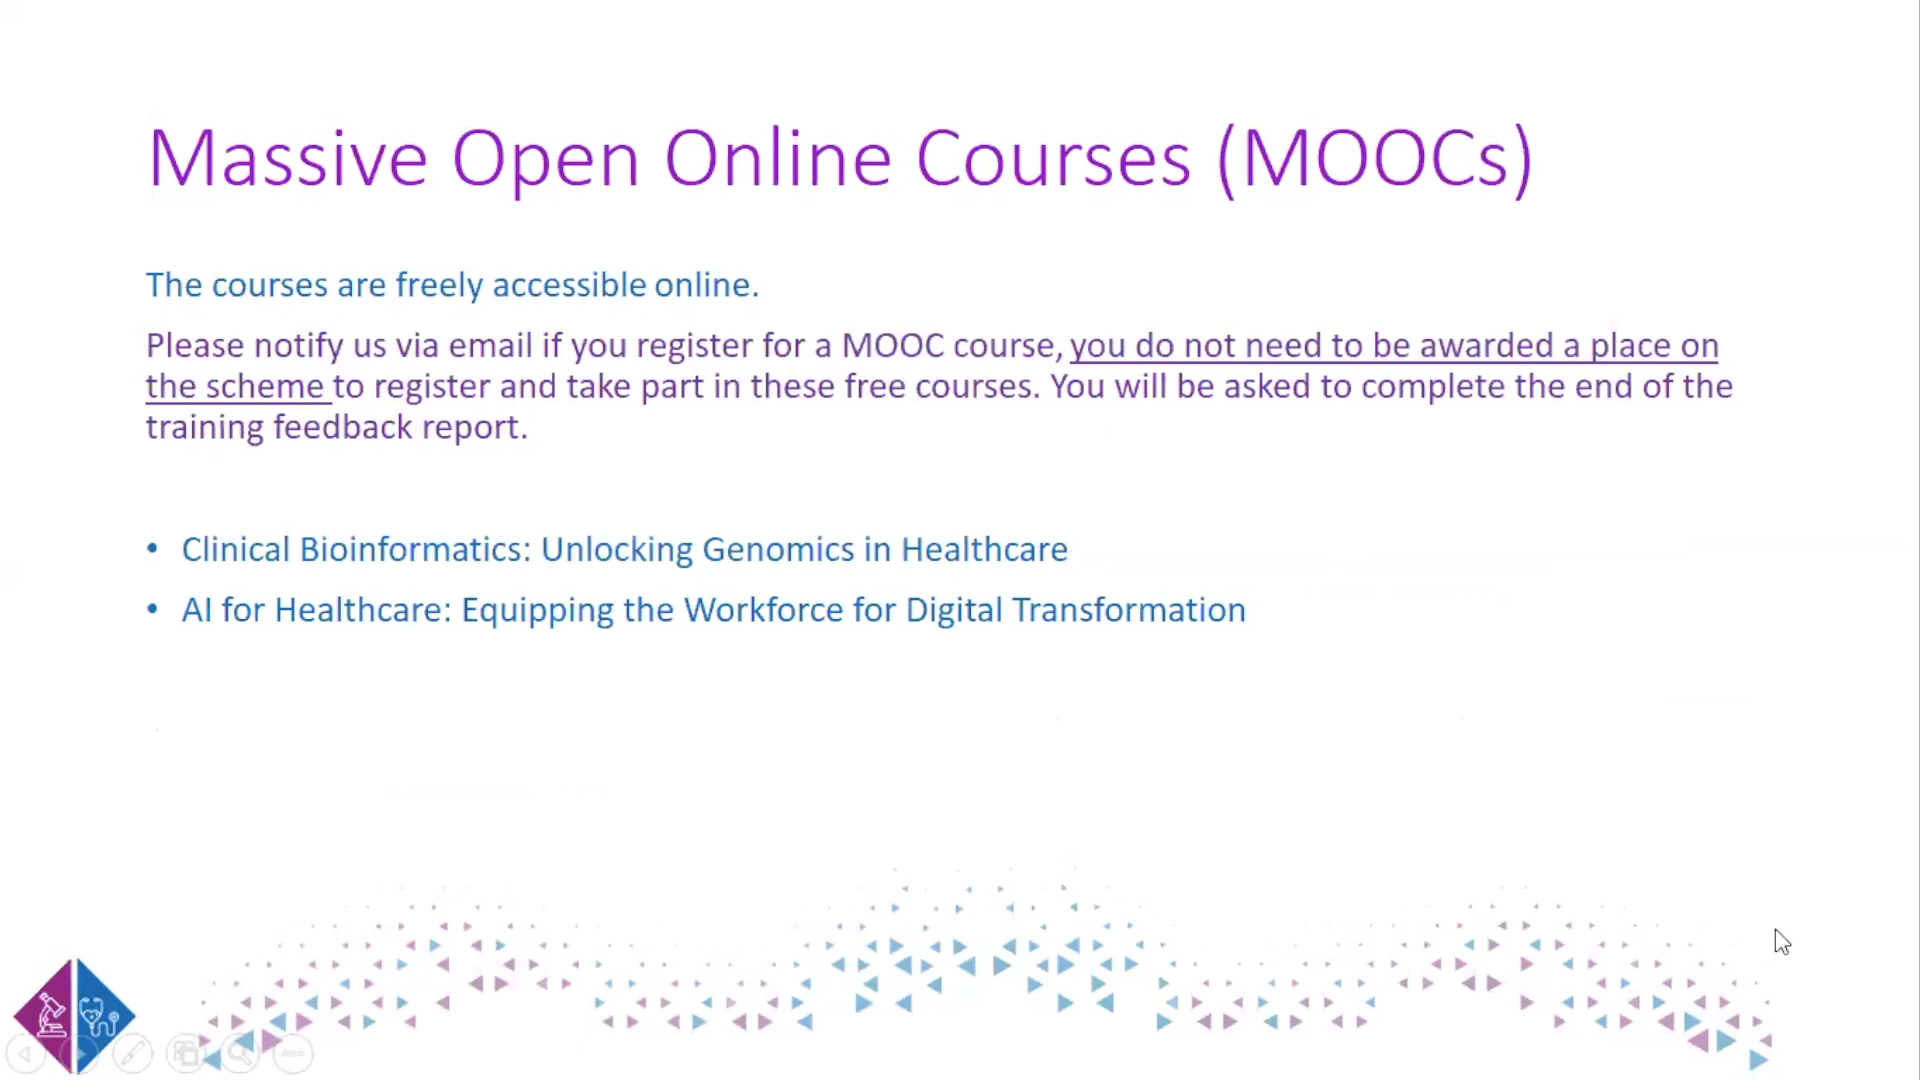 Massive Open Online Courses (MOOCs)
The courses are freely accessible online.
Please notify us via email if you register for a MOOC course, you do not need to be awarded a place on
the scheme to register and take part in these free courses. You will be asked to complete the end of the
training feedback report.
• Clinical Bioinformatics: Unlocking Genomics in Healthcare
• AI for Healthcare: Equipping the Workforce for Digital Transformation